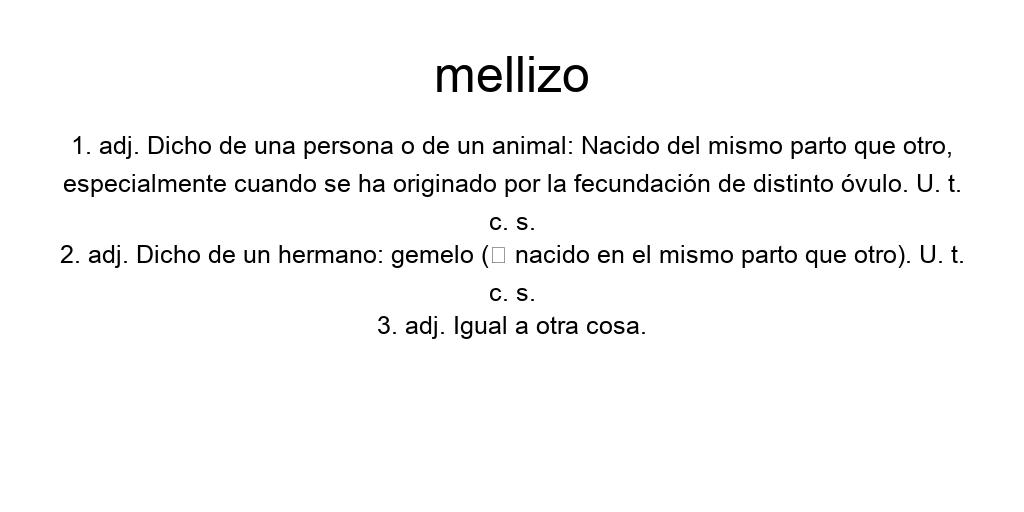 mellizo
1. adj. Dicho de una persona o de un animal: Nacido del mismo parto que otro,
especialmente cuando se ha originado por la fecundación de distinto óvulo. U. t.
c. s.
2. adj. Dicho de un hermano: gemelo (□ nacido en el mismo parto que otro). U. t.
c. s.
3. adj. Igual a otra cosa.